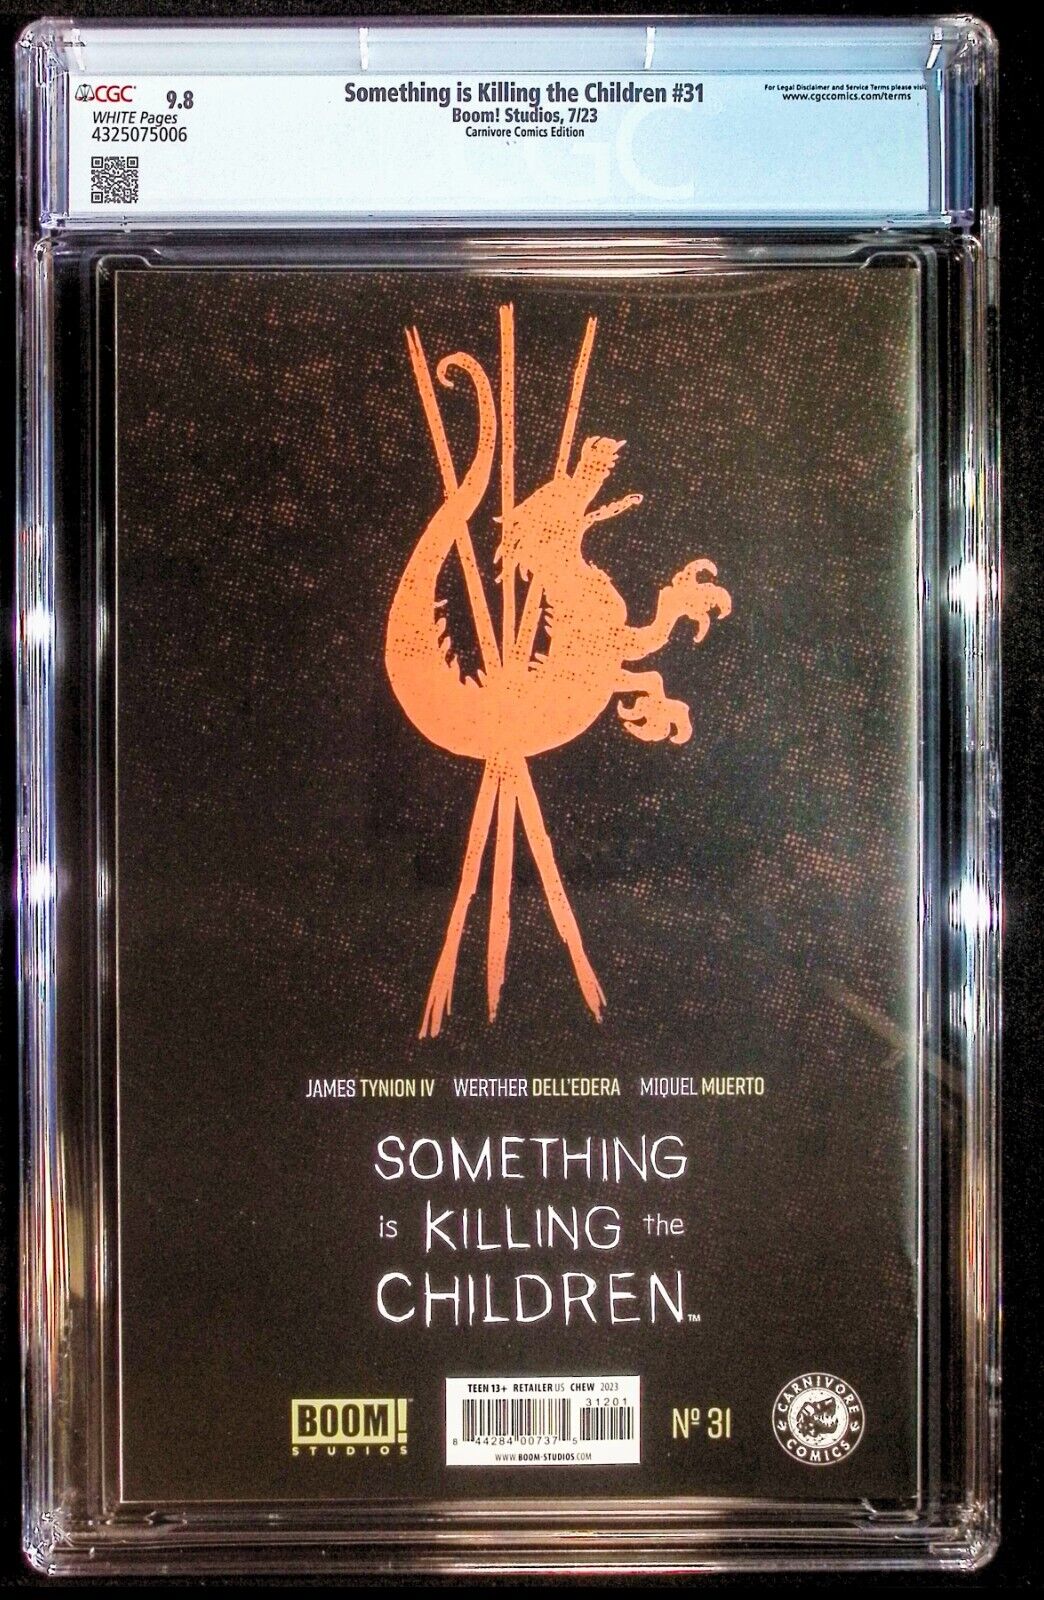 CGC
9.8
WHITE Pages
4325075006
Something is Killing the Children #31
Boom! Studios, 7/23
Carnivore Comics Edition
For Legal Disclaimer and Service Terms please visit
www.cgccomics.com/terms
CGC
JAMES TYNION IV WERTHER DELL'EDERA MIQUEL MUERTO
SOMETHING
is KILLING the
CHILDREN™
BOOM!
STUDIOS
TEEN 13+ RETAILER US CHEW 2023
31201
8 44284 00737 5
WWW.BOOM-STUDIOS.COM
Nº 31
CARNIVORE
COMICS